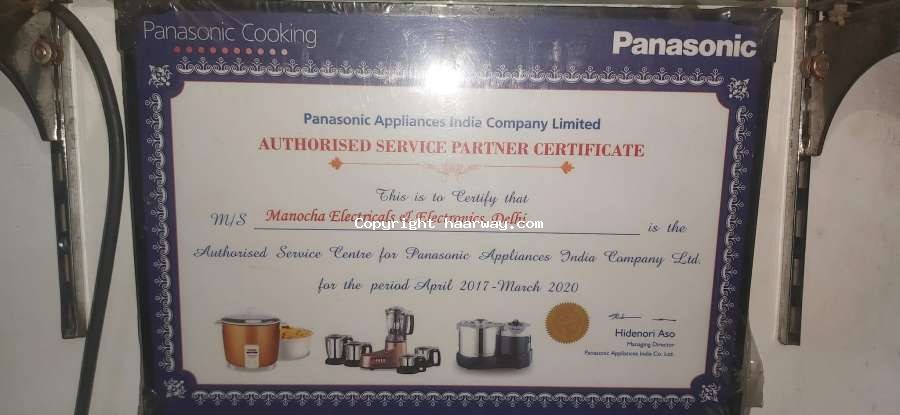 Panasonic Cooking
Panasonic
Panasonic Appliances India Company Limited
AUTHORISED SERVICE PARTNER CERTIFICATE
This is to Certify that
M/S Manocha Electricals & Electronics, Delhi is the
Copyright haarway.com
Authorised Service Centre for Panasonic Appliances India Company Ltd.
for the period April 2017-March 2020
Hidenori Aso
Managing Director
Panasonic Appliances India Co. Ltd.